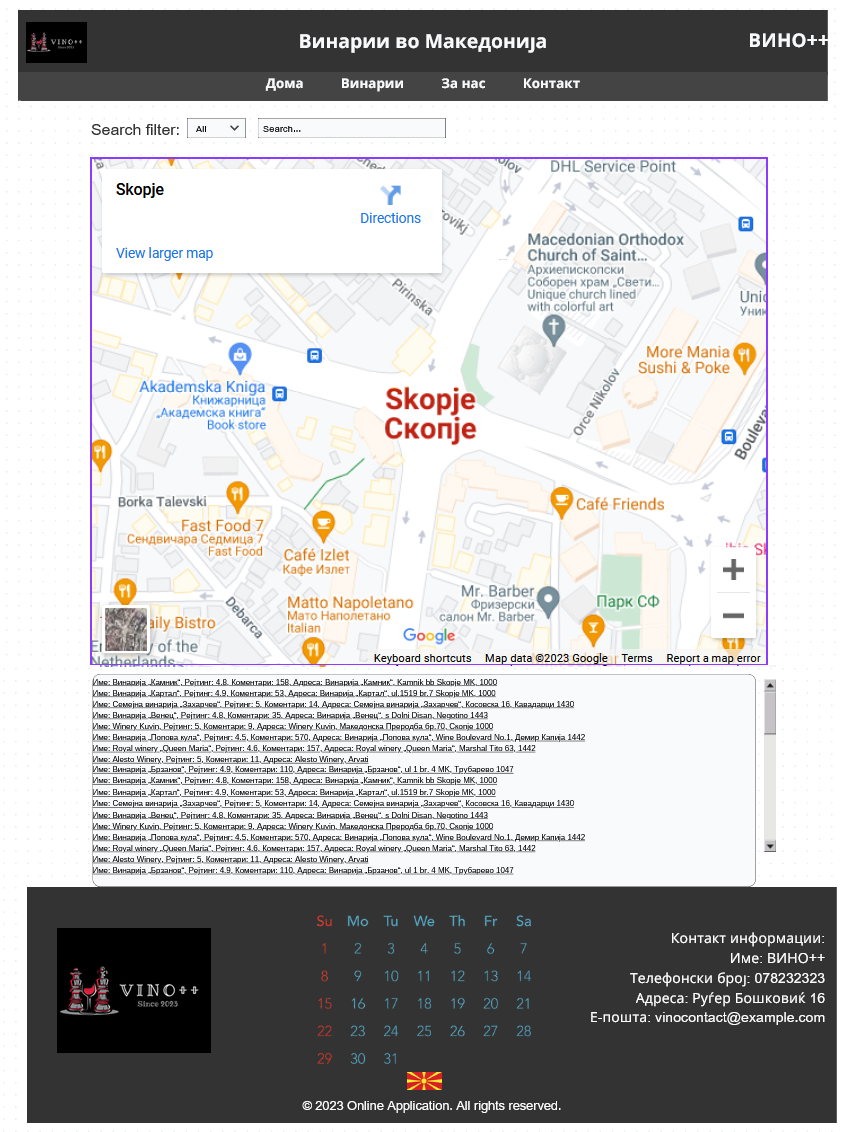 VINO++
Since 2023
Винарии во Македонија
ВИНО++
Дома Винарии За нас Контакт
Search filter: All Search...
Skopje
Directions
View larger map
DHL Service Point
Pirinska
Macedonian Orthodox
Church of Saint...
Архиепископски
Соборен храм „Свети...
Unique church lined
with colorful art
More Mania
Sushi & Poke
Akademska Kniga
Книжарница
„Академска книга“
Book store
Orce Nikolov
Skopje
Скопје
Borka Talevski
Fast Food 7
Сендвичара Седмица 7
Fast Food
Café Friends
Café Izlet
Кафе Излет
Debarca
Matto Napoletano
Мато Наполетано
Italian
Mr. Barber
Фризерски
салон Mr. Barber
Парк СФ
Daily Bistro
Netherlands
Google
Keyboard shortcuts Map data ©2023 Google Terms Report a map error
Име: Винарија „Камник“, Рејтинг: 4.8, Коментари: 158, Адреса: Винарија „Камник“, Kamnik bb Skopje MK, 1000
Име: Винарија „Картал“, Рејтинг: 4.9, Коментари: 53, Адреса: Винарија „Картал“, ul.1519 br.7 Skopje MK, 1000
Име: Семејна винарија „Захарчев“, Рејтинг: 5, Коментари: 14, Адреса: Семејна винарија „Захарчев“, Косовска 16, Кавадарци 1430
Име: Винарија „Венец“, Рејтинг: 4.8, Коментари: 35, Адреса: Винарија „Венец“, s Dolni Disan, Negotino 1443
Име: Winery Kuvin, Рејтинг: 5, Коментари: 9, Адреса: Winery Kuvin, Македонска Преродба бр.70, Скопје 1000
Име: Винарија „Попова кула“, Рејтинг: 4.5, Коментари: 570, Адреса: Винарија „Попова кула“, Wine Boulevard No.1, Демир Капија 1442
Име: Royal winery „Queen Maria“, Рејтинг: 4.6, Коментари: 157, Адреса: Royal winery „Queen Maria“, Marshal Tito 63, 1442
Име: Alesto Winery, Рејтинг: 5, Коментари: 11, Адреса: Alesto Winery, Arvati
Име: Винарија „Брзанов“, Рејтинг: 4.9, Коментари: 110, Адреса: Винарија „Брзанов“, ul 1 br. 4 MK, Трубарево 1047
Име: Винарија „Камник“, Рејтинг: 4.8, Коментари: 158, Адреса: Винарија „Камник“, Kamnik bb Skopje MK, 1000
Име: Винарија „Картал“, Рејтинг: 4.9, Коментари: 53, Адреса: Винарија „Картал“, ul.1519 br.7 Skopje MK, 1000
Име: Семејна винарија „Захарчев“, Рејтинг: 5, Коментари: 14, Адреса: Семејна винарија „Захарчев“, Косовска 16, Кавадарци 1430
Име: Винарија „Венец“, Рејтинг: 4.8, Коментари: 35, Адреса: Винарија „Венец“, s Dolni Disan, Negotino 1443
Име: Winery Kuvin, Рејтинг: 5, Коментари: 9, Адреса: Winery Kuvin, Македонска Преродба бр.70, Скопје 1000
Име: Винарија „Попова кула“, Рејтинг: 4.5, Коментари: 570, Адреса: Винарија „Попова кула“, Wine Boulevard No.1, Демир Капија 1442
Име: Royal winery „Queen Maria“, Рејтинг: 4.6, Коментари: 157, Адреса: Royal winery „Queen Maria“, Marshal Tito 63, 1442
Име: Alesto Winery, Рејтинг: 5, Коментари: 11, Адреса: Alesto Winery, Arvati
Име: Винарија „Брзанов“, Рејтинг: 4.9, Коментари: 110, Адреса: Винарија „Брзанов“, ul 1 br. 4 MK, Трубарево 1047
VINO++
Since 2023
Su Mo Tu We Th Fr Sa
1 2 3 4 5 6 7
8 9 10 11 12 13 14
15 16 17 18 19 20 21
22 23 24 25 26 27 28
29 30 31
Контакт информации:
Име: ВИНО++
Телефонски број: 078232323
Адреса: Руѓер Бошковиќ 16
Е-пошта: vinocontact@example.com
© 2023 Online Application. All rights reserved.